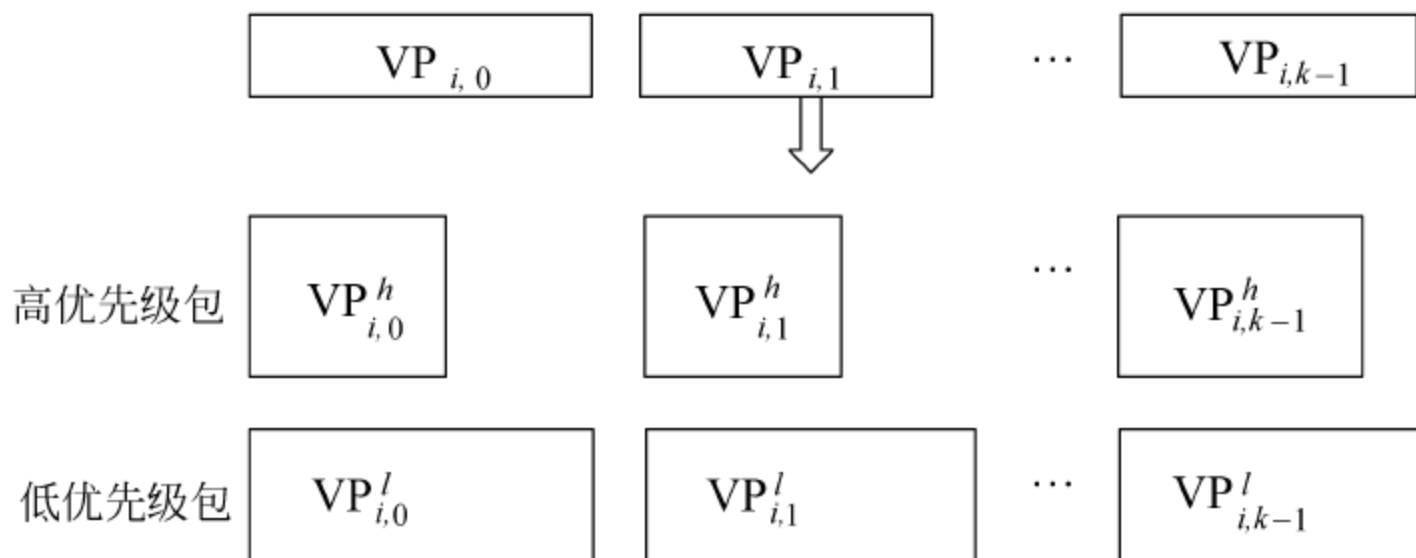 VP i, 0 VP i,1 ⋯ VP i,k−1
高优先级包 VP h i, 0 VP h i,1 ⋯ VP h i,k−1
低优先级包 VP l i,0 VP l i,1 ⋯ VP l i,k−1